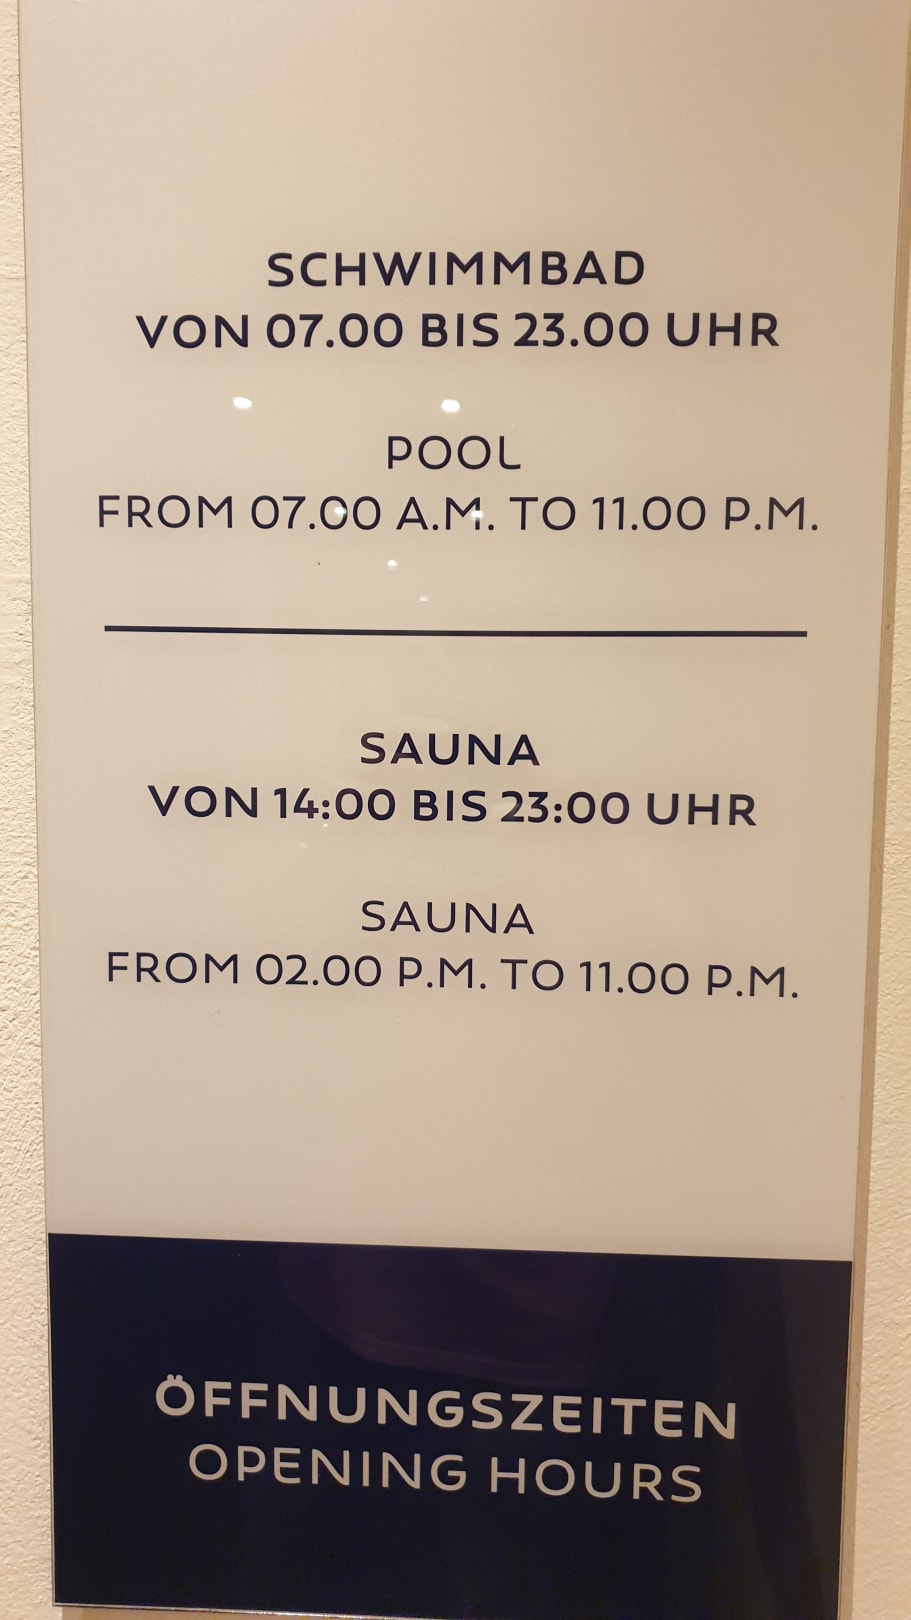 SCHWIMMBAD
VON 07.00 BIS 23.00 UHR
POOL
FROM 07.00 A.M. TO 11.00 P.M.
SAUNA
VON 14:00 BIS 23:00 UHR
SAUNA
FROM 02.00 P.M. TO 11.00 P.M.
ÖFFNUNGSZEITEN
OPENING HOURS